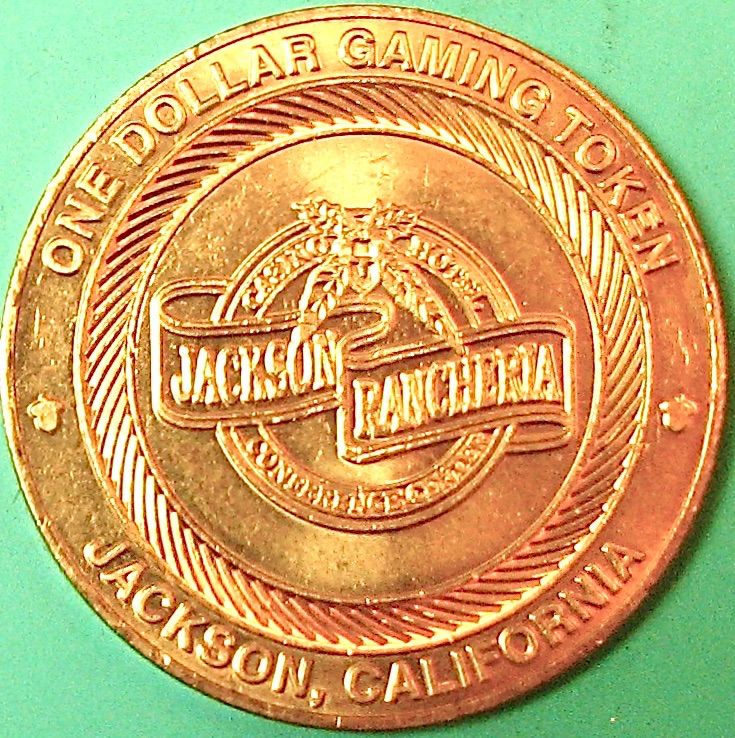 ONE DOLLAR GAMING TOKEN
CASINO HOTEL
JACKSON RANCHERIA
CONFERENCE CENTER
JACKSON, CALIFORNIA